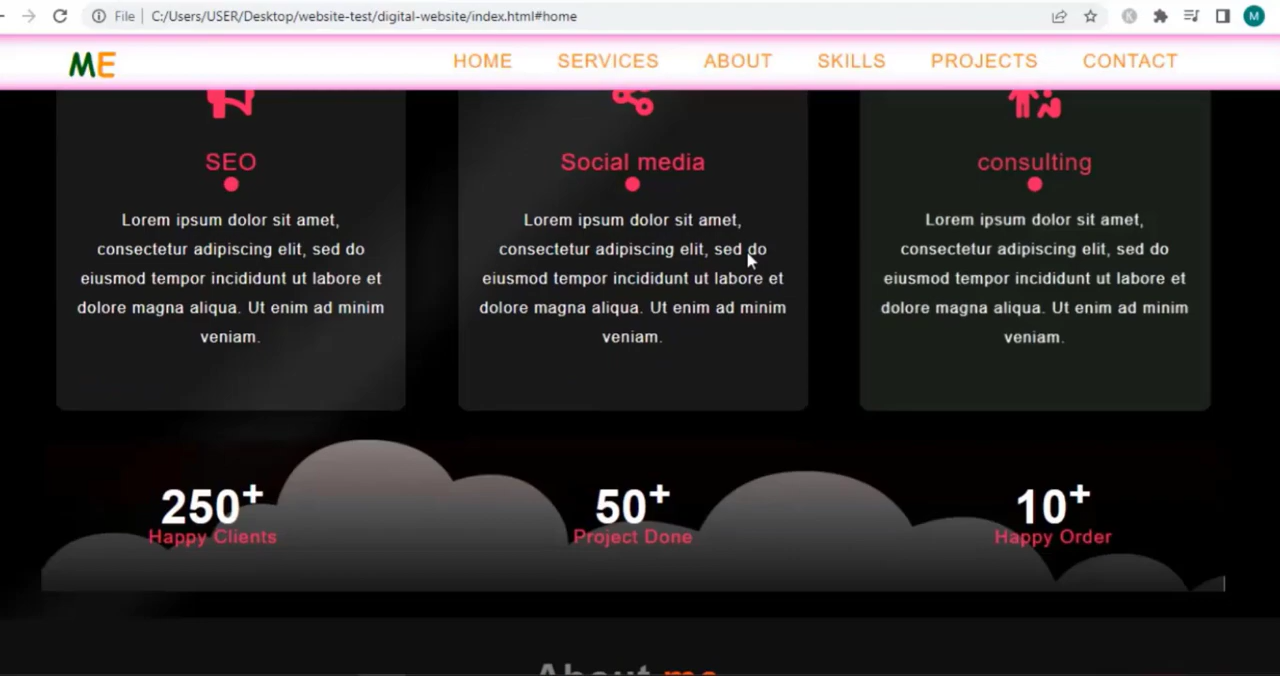 File C:/Users/USER/Desktop/website-test/digital-website/index.html#home
M
ME
HOME SERVICES ABOUT SKILLS PROJECTS CONTACT
SEO
Lorem ipsum dolor sit amet,
consectetur adipiscing elit, sed do
eiusmod tempor incididunt ut labore et
dolore magna aliqua. Ut enim ad minim
veniam.
Social media
Lorem ipsum dolor sit amet,
consectetur adipiscing elit, sed do
eiusmod tempor incididunt ut labore et
dolore magna aliqua. Ut enim ad minim
veniam.
consulting
Lorem ipsum dolor sit amet,
consectetur adipiscing elit, sed do
eiusmod tempor incididunt ut labore et
dolore magna aliqua. Ut enim ad minim
veniam.
250+
Happy Clients
50+
Project Done
10+
Happy Order
About me